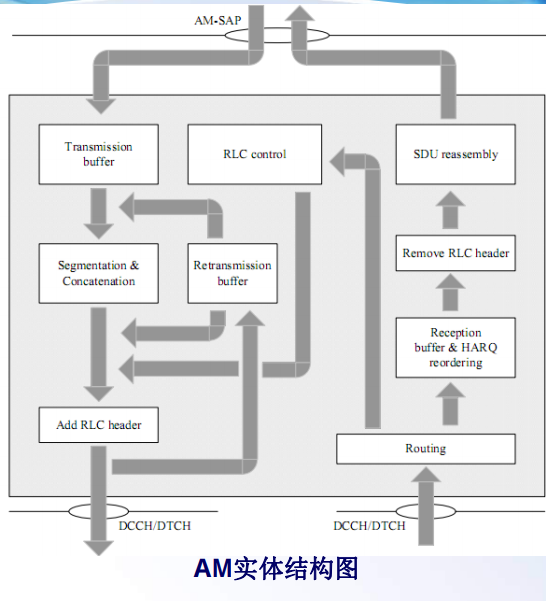 AM-SAP
Transmission
buffer
RLC control
SDU reassembly
Segmentation &
Concatenation
Retransmission
buffer
Remove RLC header
Reception
buffer & HARQ
reordering
Add RLC header
Routing
DCCH/DTCH
DCCH/DTCH
AM实体结构图